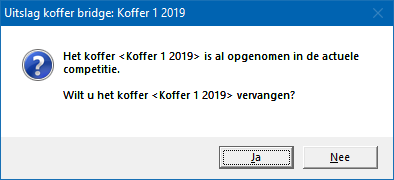 Uitslag koffer bridge: Koffer 1 2019
Het koffer <Koffer 1 2019> is al opgenomen in de actuele
competitie.
Wilt u het koffer <Koffer 1 2019> vervangen?
Ja
Nee